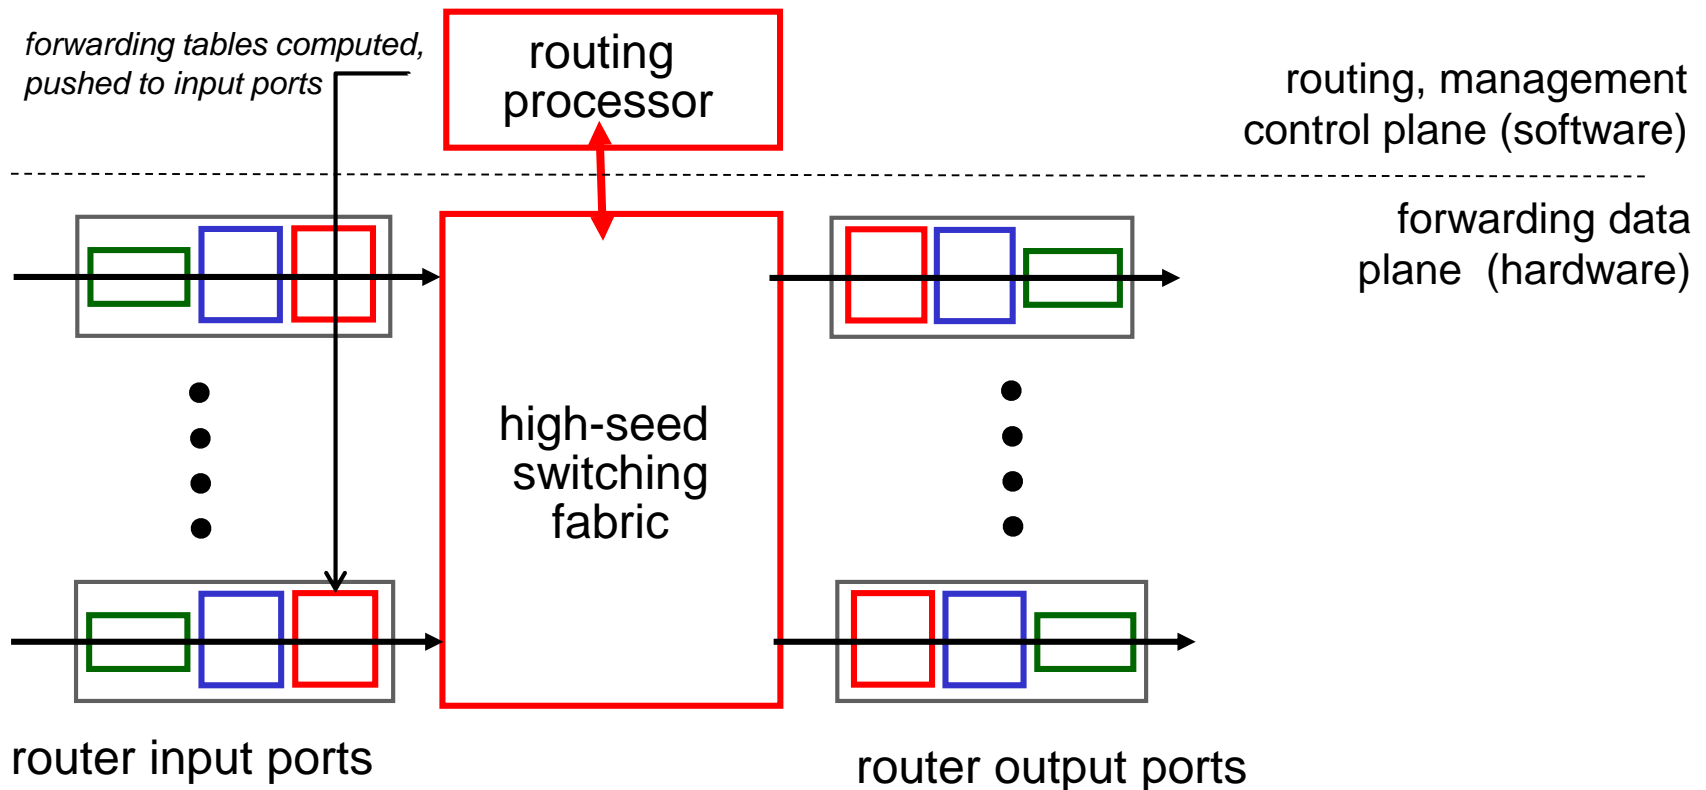 forwarding tables computed,
pushed to input ports
routing
processor
routing, management
control plane (software)
forwarding data
plane (hardware)
high-seed
switching
fabric
router input ports
router output ports